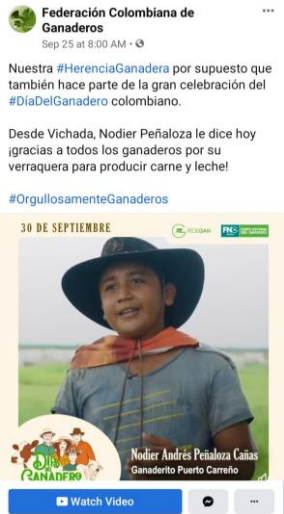 Federación Colombiana de
Ganaderos
Sep 25 at 8:00 AM •
Nuestra #HerenciaGanadera por supuesto que
también hace parte de la gran celebración del
#DíaDelGanadero colombiano.
Desde Vichada, Nodier Peñaloza le dice hoy
¡gracias a todos los ganaderos por su
verraquera para producir carne y leche!
#OrgullosamenteGanaderos
30 DE SEPTIEMBRE
FEDEGAN
FNG
Nodier Andrés Peñaloza Cañas
Ganaderito Puerto Carreño
DÍA
DEL
GANADERO
Watch Video